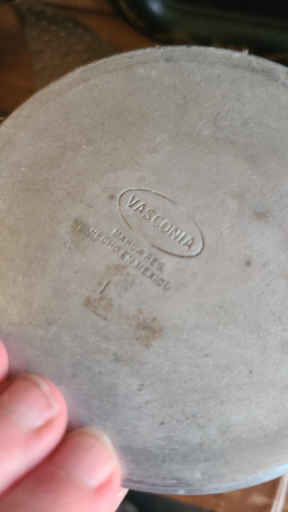 VASCONIA
MARCA REG.
HECHO EN MEXICO